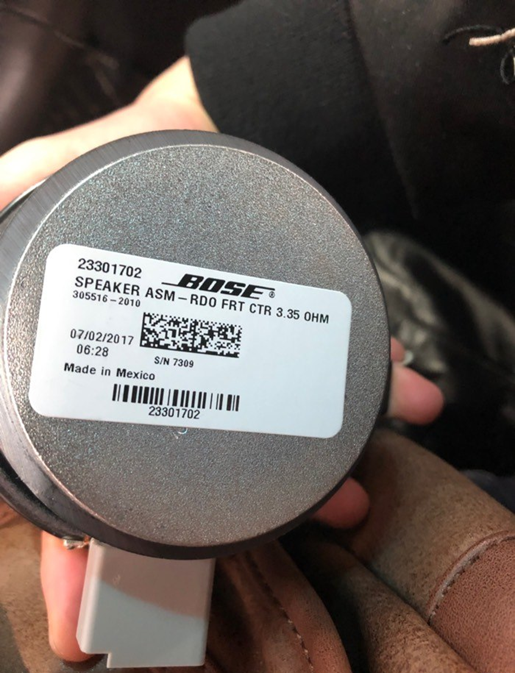 23301702
BOSE®
SPEAKER ASM-RDO FRT CTR 3.35 OHM
305516-2010
07/02/2017
06:28
S/N 7309
Made in Mexico
23301702